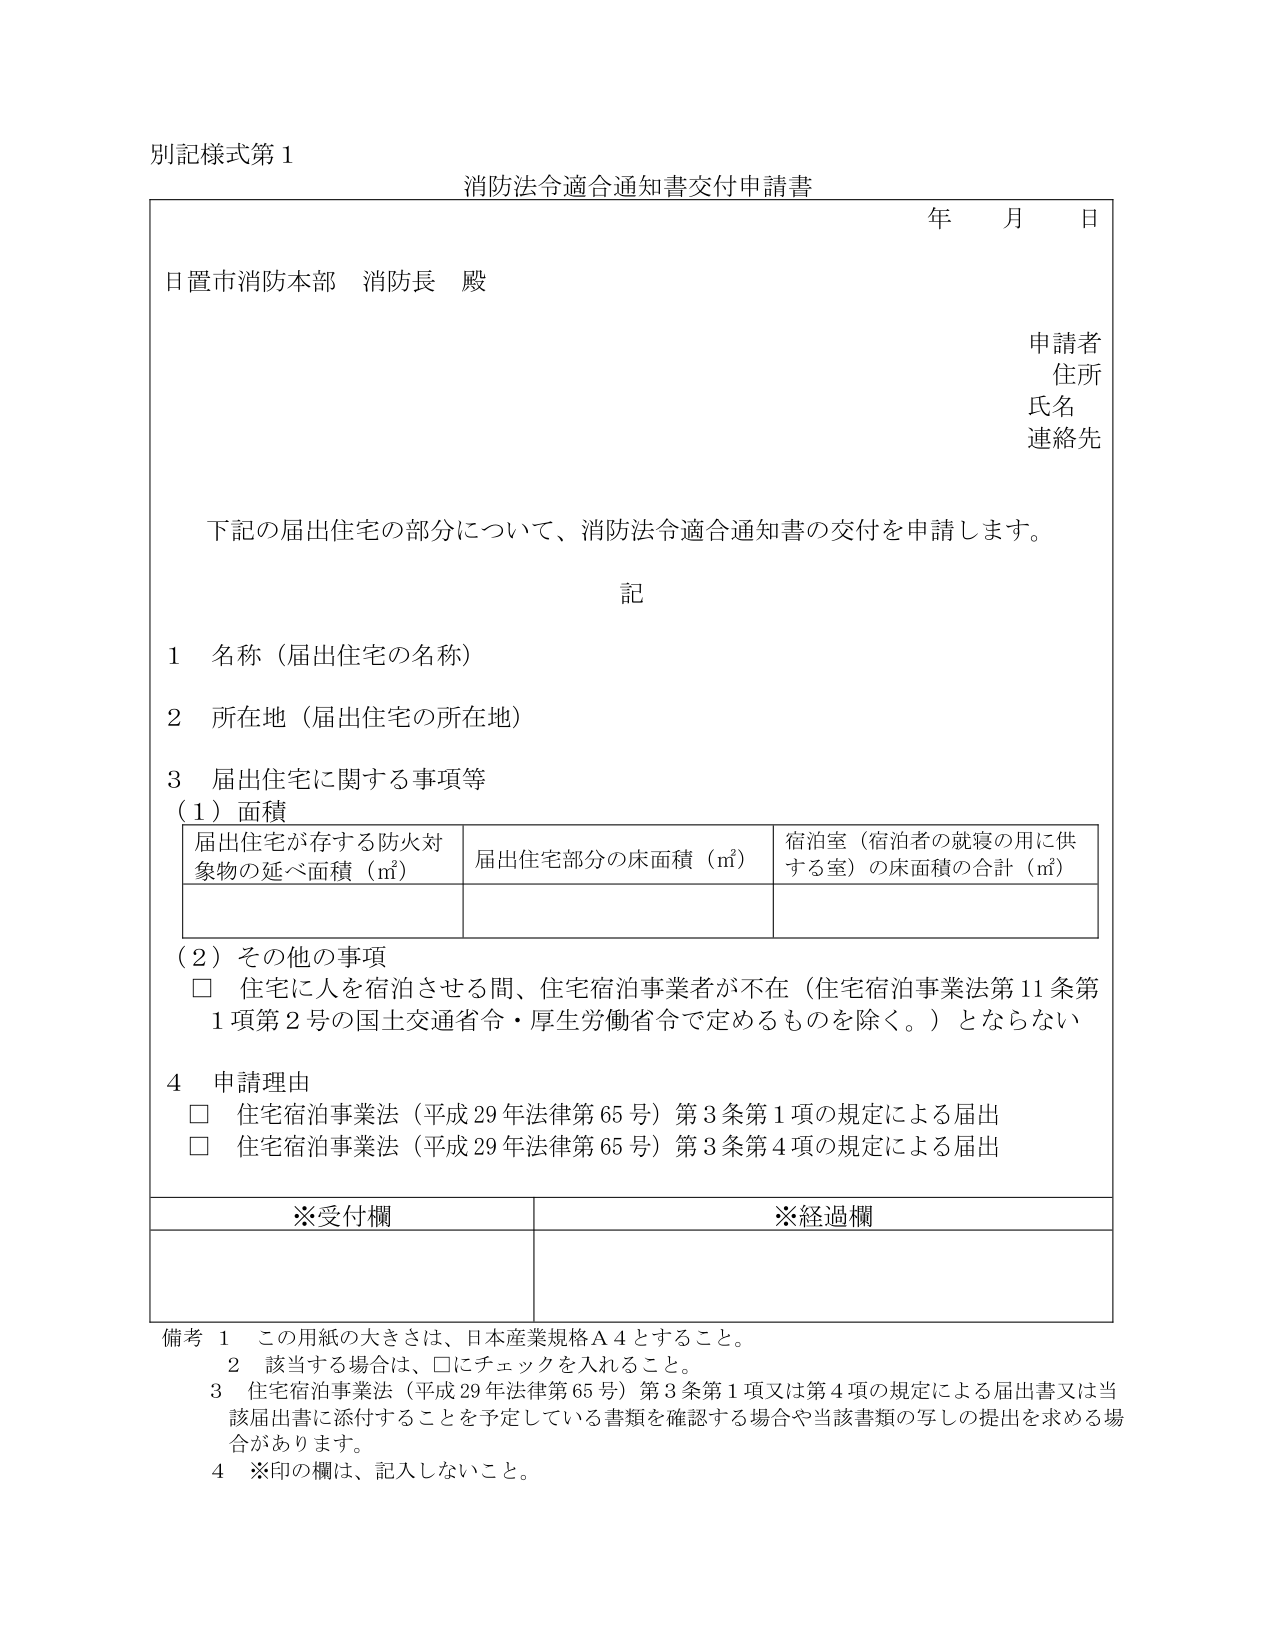 別記様式第１
消防法令適合通知書交付申請書
年　　月　　日
日置市消防本部　消防長　殿
申請者
住所
氏名
連絡先
下記の届出住宅の部分について、消防法令適合通知書の交付を申請します。
記
１　名称（届出住宅の名称）
２　所在地（届出住宅の所在地）
３　届出住宅に関する事項等
（１）面積
届出住宅が存する防火対
象物の延べ面積（㎡）
届出住宅部分の床面積（㎡）
宿泊室（宿泊者の就寝の用に供
する室）の床面積の合計（㎡）
（２）その他の事項
□　住宅に人を宿泊させる間、住宅宿泊事業者が不在（住宅宿泊事業法第 11 条第
１項第２号の国土交通省令・厚生労働省令で定めるものを除く。）とならない
４　申請理由
□　住宅宿泊事業法（平成 29 年法律第 65 号）第３条第１項の規定による届出
□　住宅宿泊事業法（平成 29 年法律第 65 号）第３条第４項の規定による届出
※受付欄
※経過欄
備考 １　この用紙の大きさは、日本産業規格Ａ４とすること。
２　該当する場合は、□にチェックを入れること。
３　住宅宿泊事業法（平成 29 年法律第 65 号）第３条第１項又は第４項の規定による届出書又は当
該届出書に添付することを予定している書類を確認する場合や当該書類の写しの提出を求める場
合があります。
４　※印の欄は、記入しないこと。